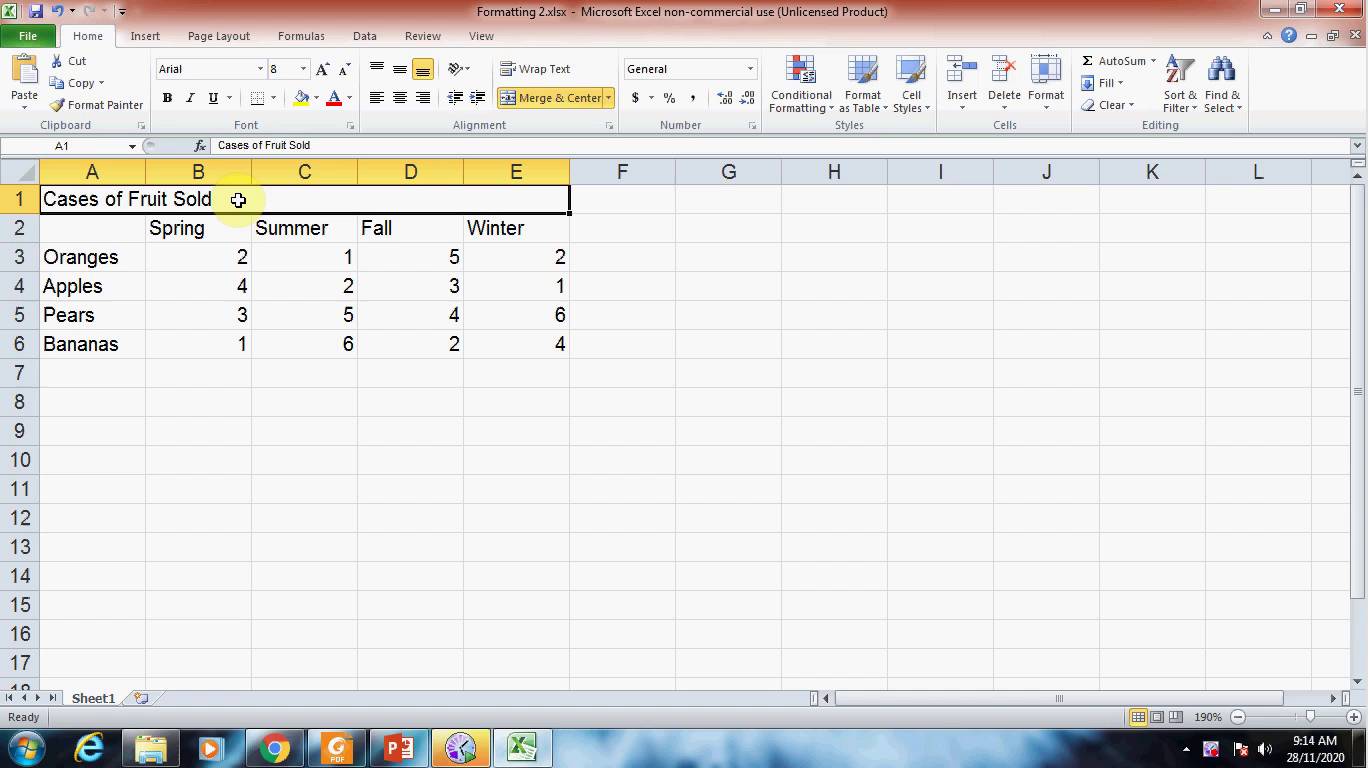 Formatting 2.xlsx - Microsoft Excel non-commercial use (Unlicensed Product)
File Home Insert Page Layout Formulas Data Review View
Paste
Cut
Copy
Format Painter
Clipboard
Arial 8
B I U
Font
Wrap Text
Merge & Center
Alignment
General
$ % ,
Number
Conditional Formatting
Format as Table
Cell Styles
Styles
Insert Delete Format
Cells
Σ AutoSum
Fill
Clear
Sort & Filter
Find & Select
Editing
A1 fx Cases of Fruit Sold
A B C D E F G H I J K L
1 Cases of Fruit Sold
2 Spring Summer Fall Winter
3 Oranges 2 1 5 2
4 Apples 4 2 3 1
5 Pears 3 5 4 6
6 Bananas 1 6 2 4
7
8
9
10
11
12
13
14
15
16
17
18
Sheet1
Ready 190%
9:14 AM
28/11/2020